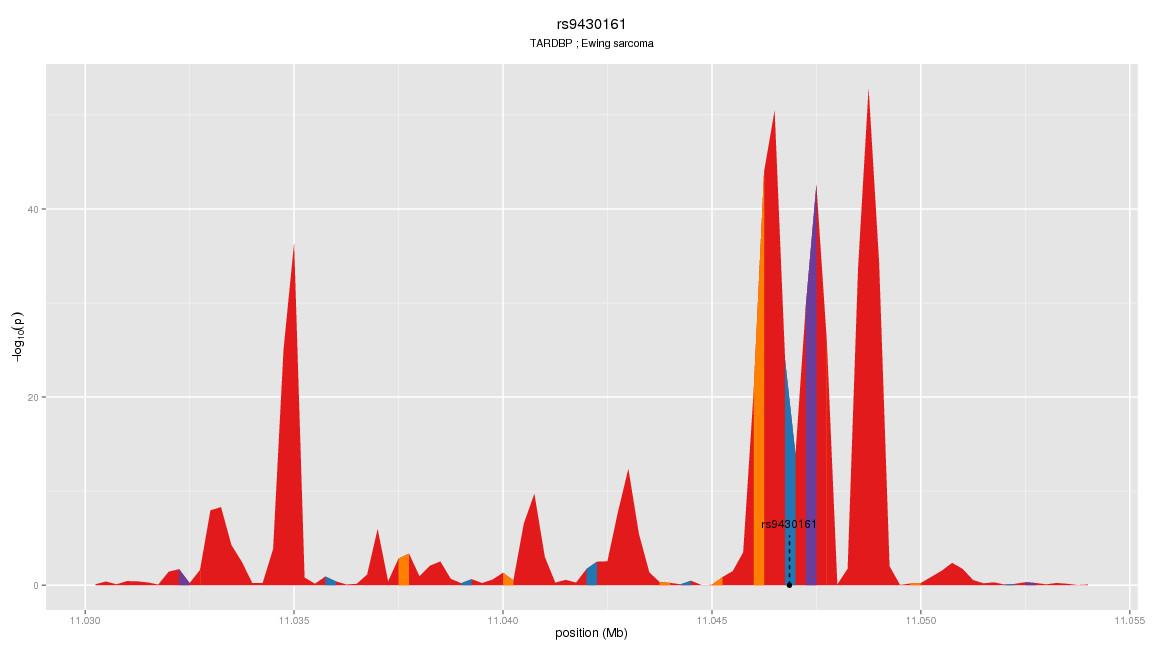 rs9430161
TARDBP ; Ewing sarcoma
−log10(p)
40
20
0
rs9430161
11.030 11.035 11.040 11.045 11.050 11.055
position (Mb)